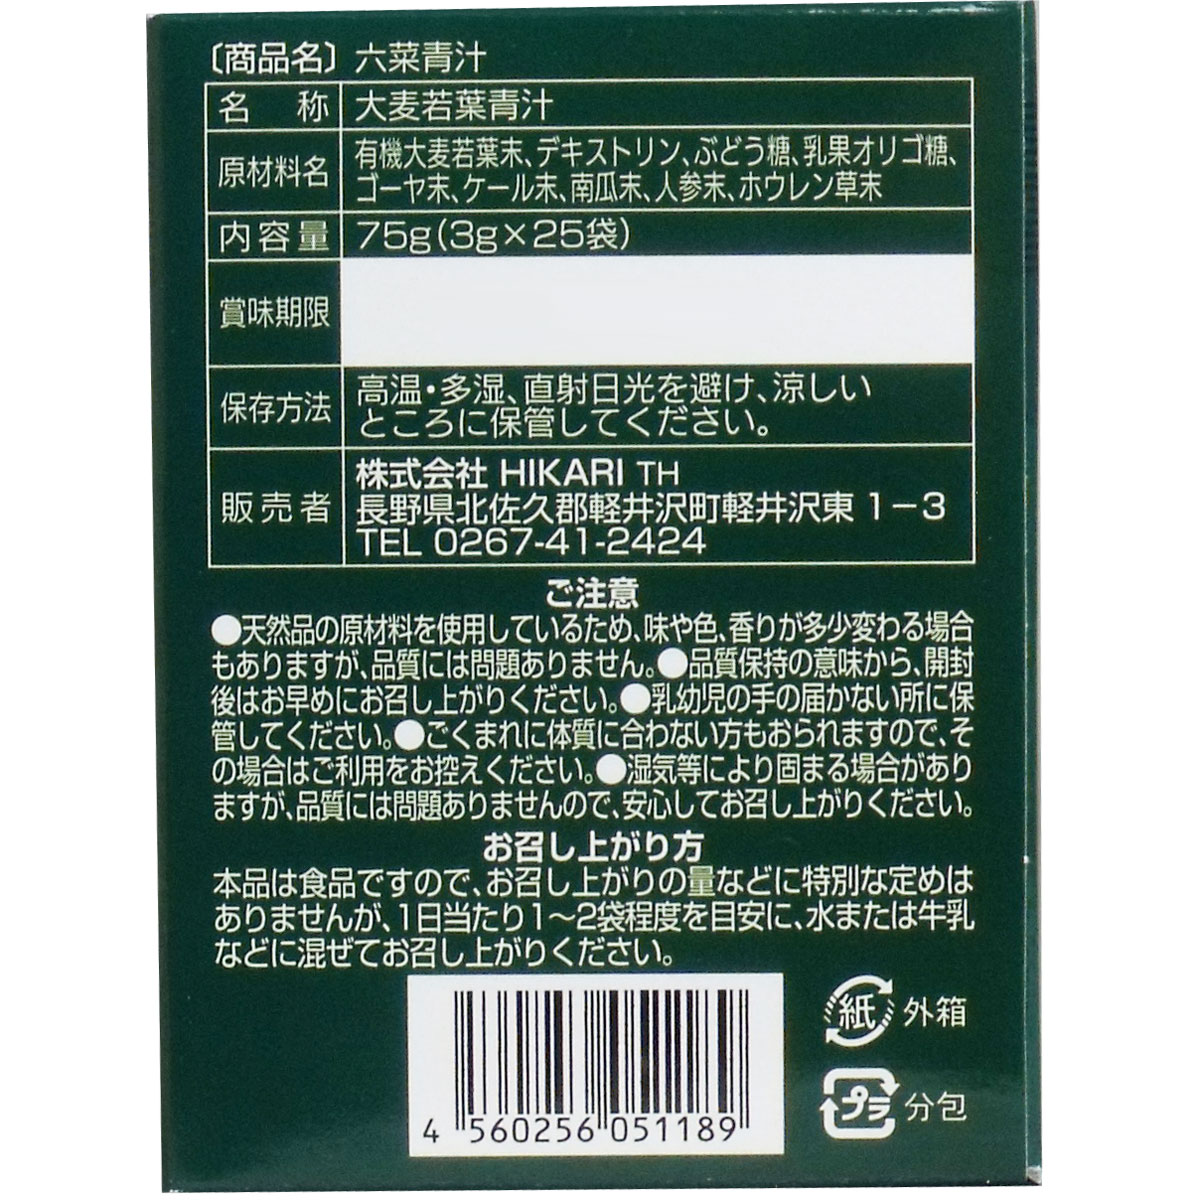 〔商品名〕六菜青汁
名 称 大麦若葉青汁
原材料名 有機大麦若葉末、デキストリン、ぶどう糖、乳果オリゴ糖、
ゴーヤ末、ケール末、南瓜末、人参末、ホウレン草末
内容量 75g(3g×25袋)
賞味期限
保存方法 高温・多湿、直射日光を避け、涼しい
ところに保管してください。
販売者 株式会社 HIKARI TH
長野県北佐久郡軽井沢町軽井沢東 1−3
TEL 0267-41-2424
ご注意
●天然品の原材料を使用しているため、味や色、香りが多少変わる場合
もありますが、品質には問題ありません。●品質保持の意味から、開封
後はお早めにお召し上がりください。●乳幼児の手の届かない所に保
管してください。●ごくまれに体質に合わない方もおられますので、そ
の場合はご利用をお控えください。●湿気等により固まる場合があり
ますが、品質には問題ありませんので、安心してお召し上がりください。
お召し上がり方
本品は食品ですので、お召し上がりの量などに特別な定めは
ありませんが、1日当たり1〜2袋程度を目安に、水または牛乳
などに混ぜてお召し上がりください。
紙 外箱
プラ 分包
4 560256 051189